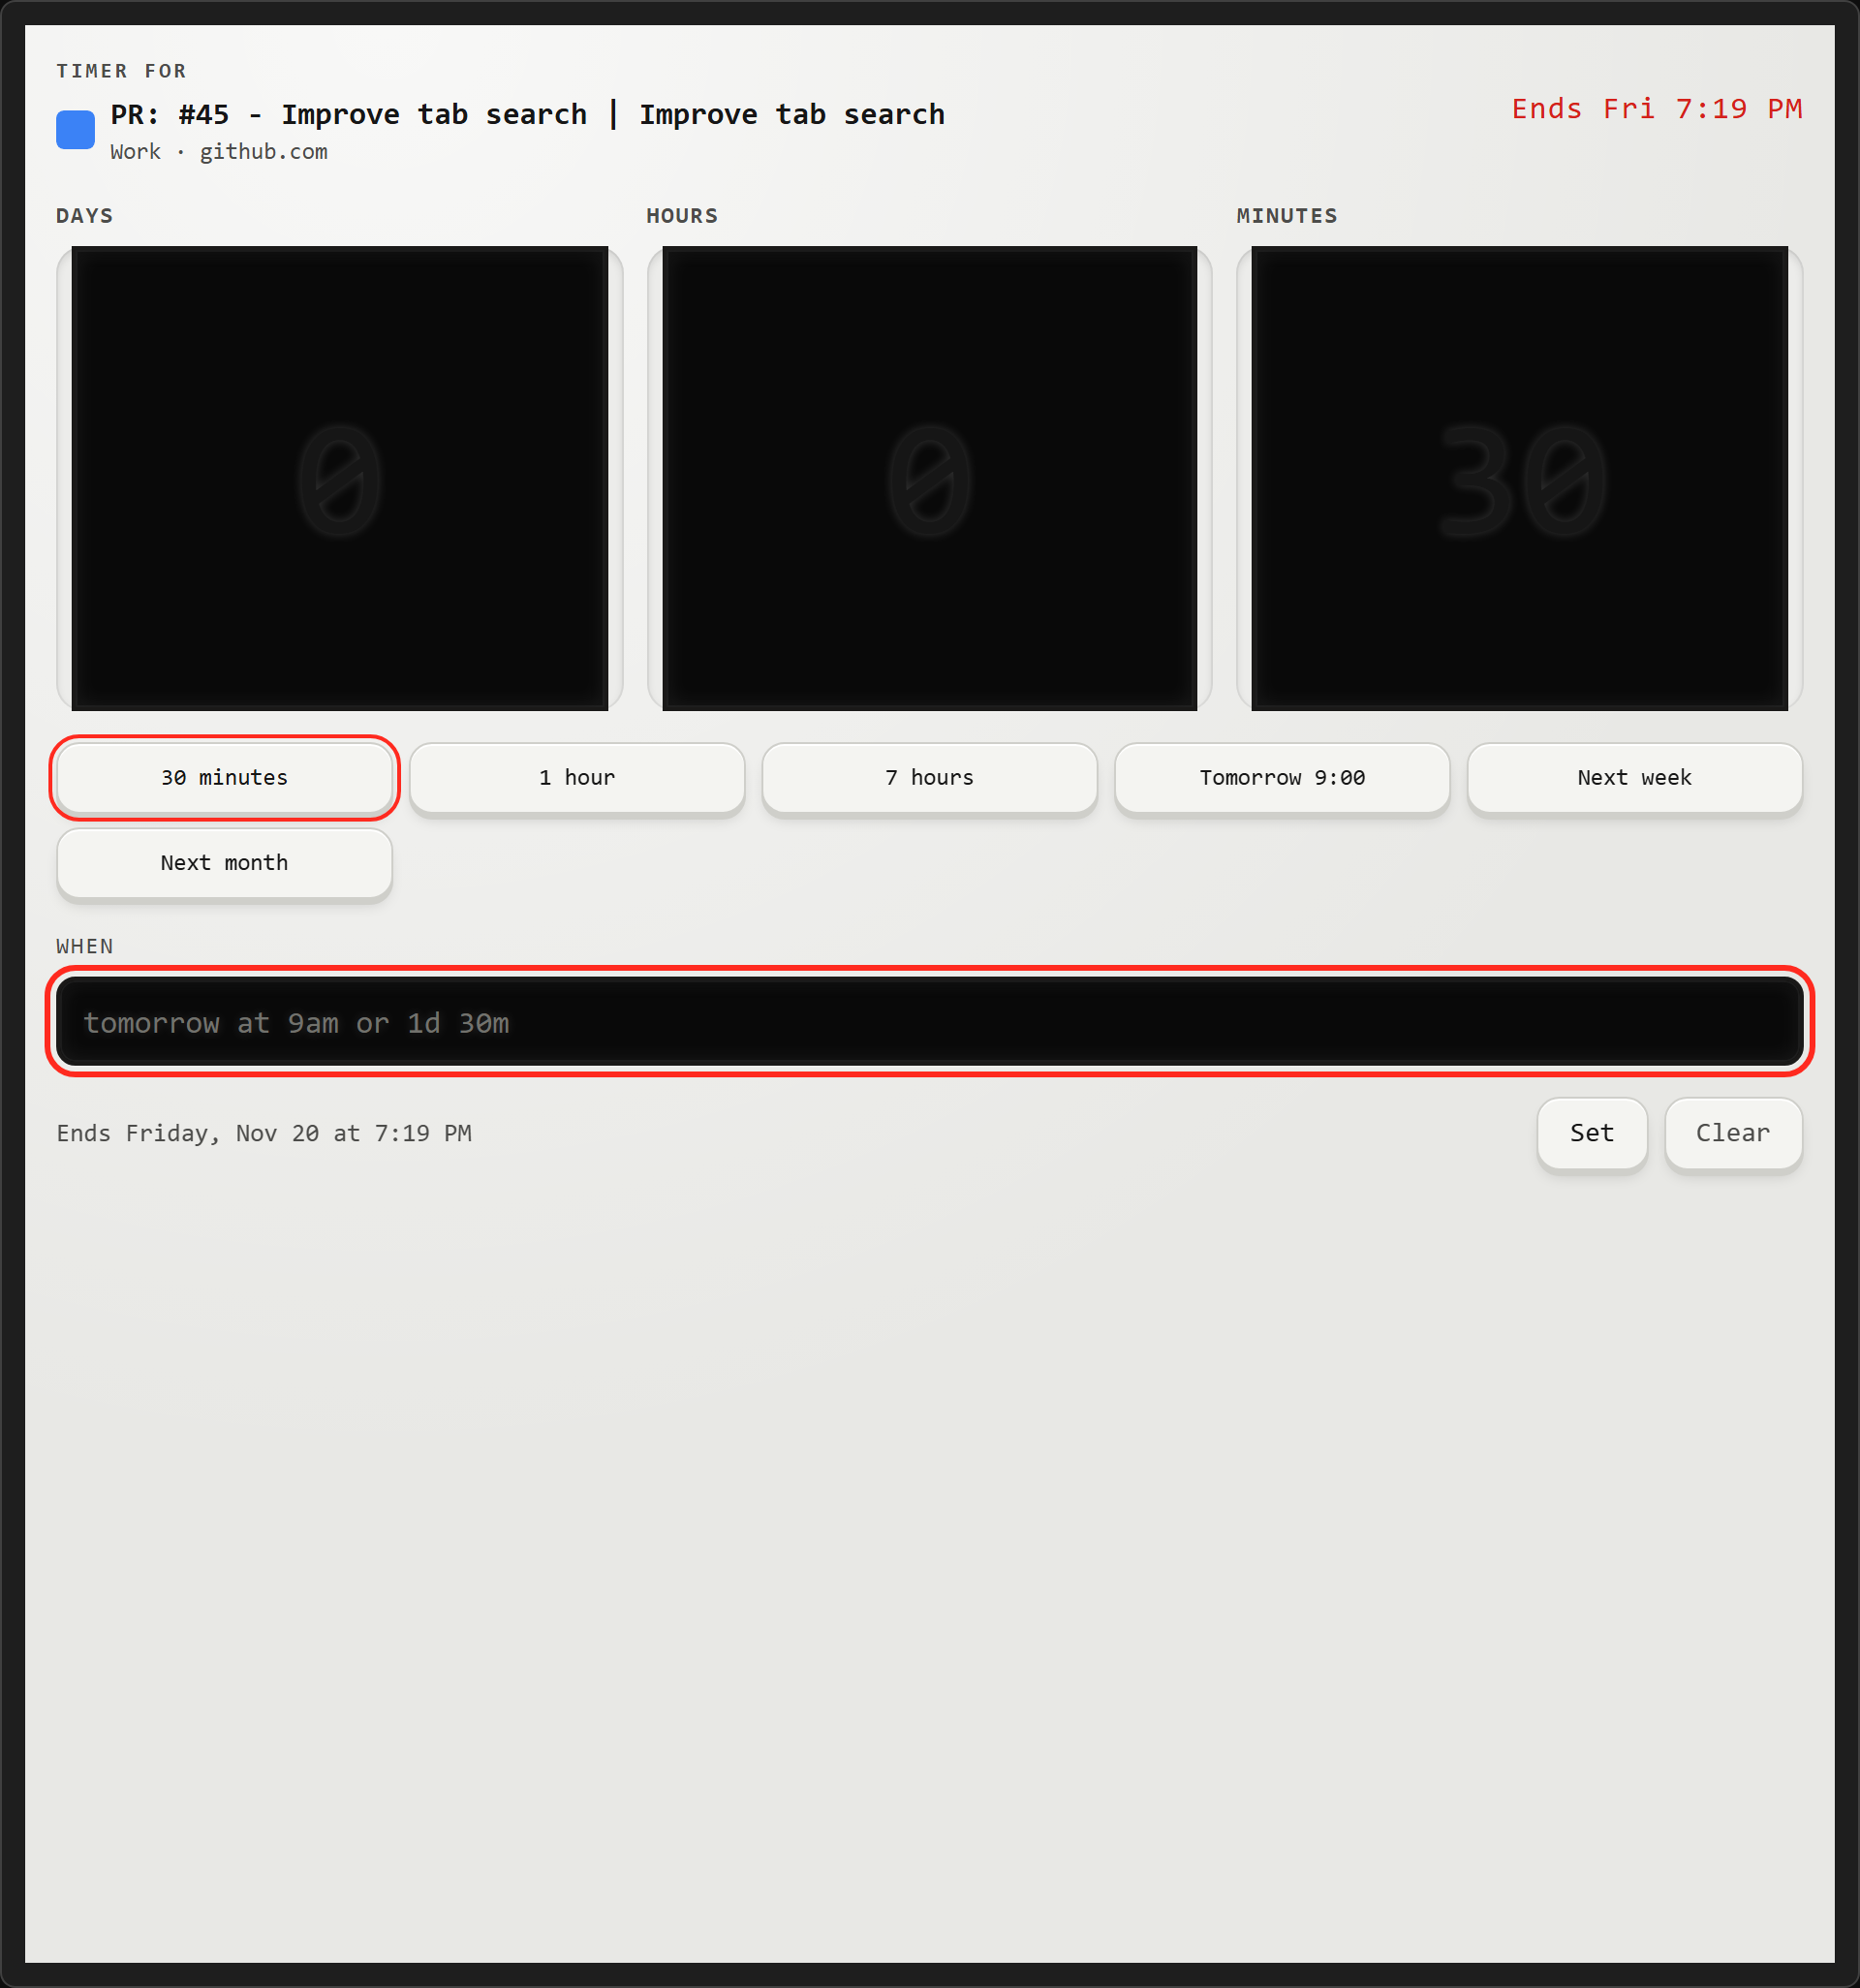 TIMER FOR
PR: #45 - Improve tab search | Improve tab search
Ends Fri 7:19 PM
Work · github.com
DAYS HOURS MINUTES
0 0 30
30 minutes 1 hour 7 hours Tomorrow 9:00 Next week
Next month
WHEN
tomorrow at 9am or 1d 30m
Ends Friday, Nov 20 at 7:19 PM
Set Clear